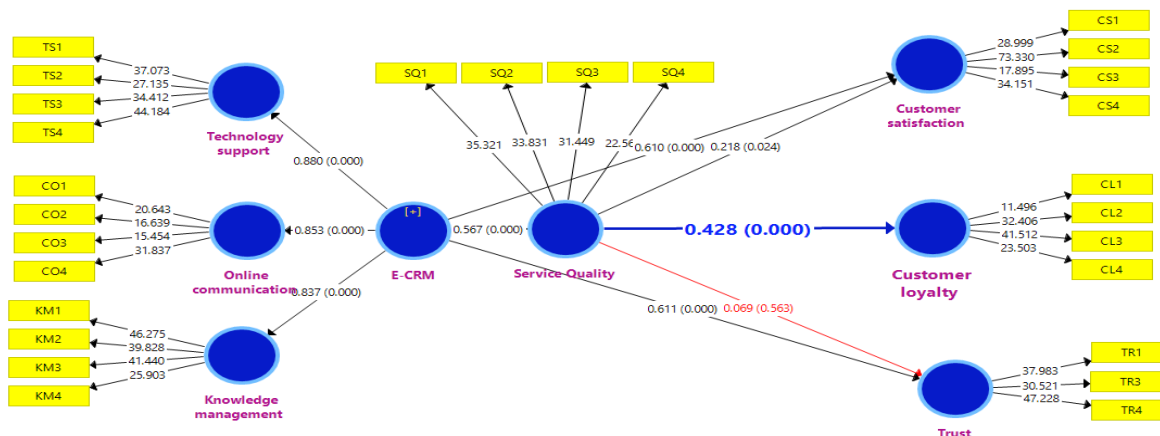 TS1
TS2
TS3
TS4
37.073
27.135
34.412
44.184
Technology
support
0.880 (0.000)
CO1
CO2
CO3
CO4
20.643
16.639
15.454
31.837
Online
communication
0.853 (0.000)
KM1
KM2
KM3
KM4
46.275
39.828
41.440
25.903
Knowledge
management
0.837 (0.000)
[+]
E-CRM
0.567 (0.000)
SQ1
SQ2
SQ3
SQ4
35.321
33.831
31.449
22.56
Service Quality
0.610 (0.000)
0.218 (0.024)
0.428 (0.000)
0.611 (0.000)
0.069 (0.563)
CS1
CS2
CS3
CS4
28.999
73.330
17.895
34.151
Customer
satisfaction
CL1
CL2
CL3
CL4
11.496
32.406
41.512
23.503
Customer
loyalty
TR1
TR3
TR4
37.983
30.521
47.228
Trust